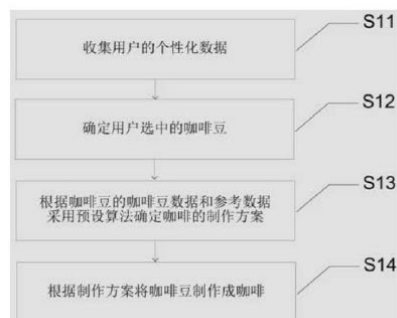 S11
收集用户的个性化数据
S12
确定用户选中的咖啡豆
S13
根据咖啡豆的咖啡豆数据和参考数据
采用预设算法确定咖啡的制作方案
S14
根据制作方案将咖啡豆制作成咖啡